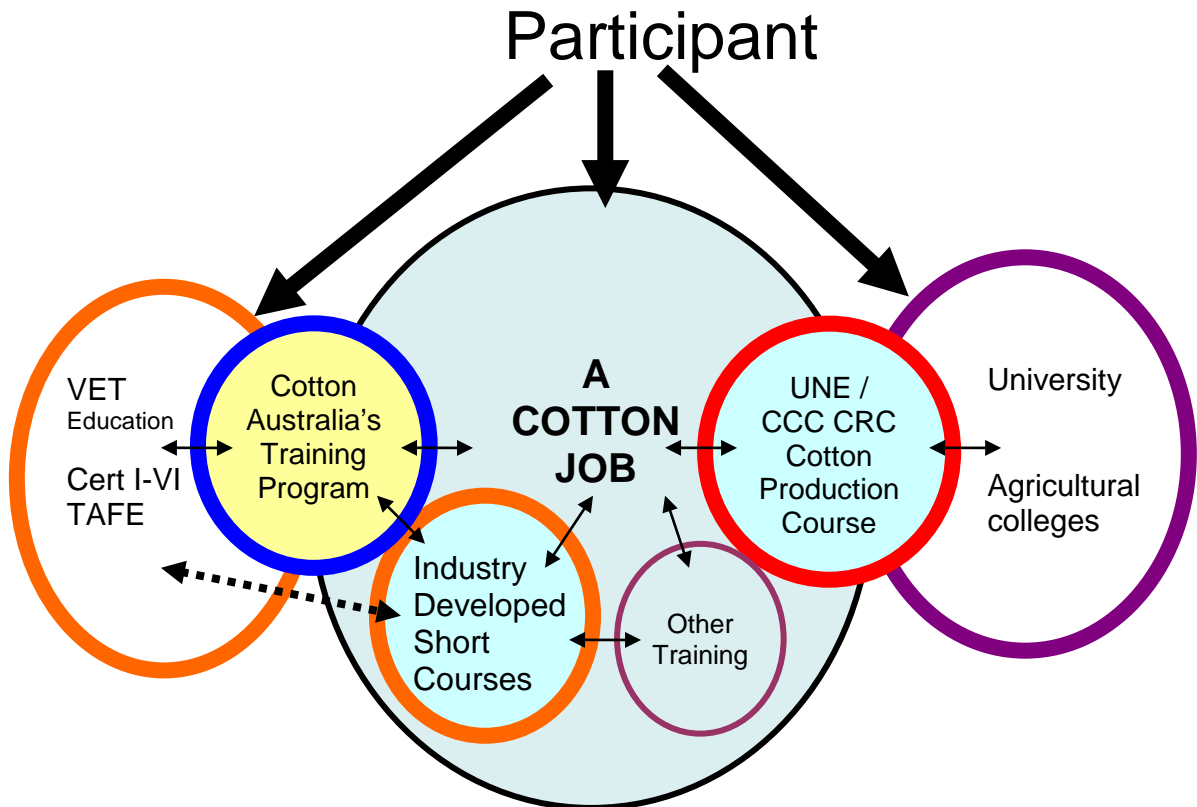 Participant
VET
Education
Cert I-VI
TAFE
Cotton
Australia’s
Training
Program
A
COTTON
JOB
Industry
Developed
Short
Courses
Other
Training
UNE /
CCC CRC
Cotton
Production
Course
University
Agricultural
colleges